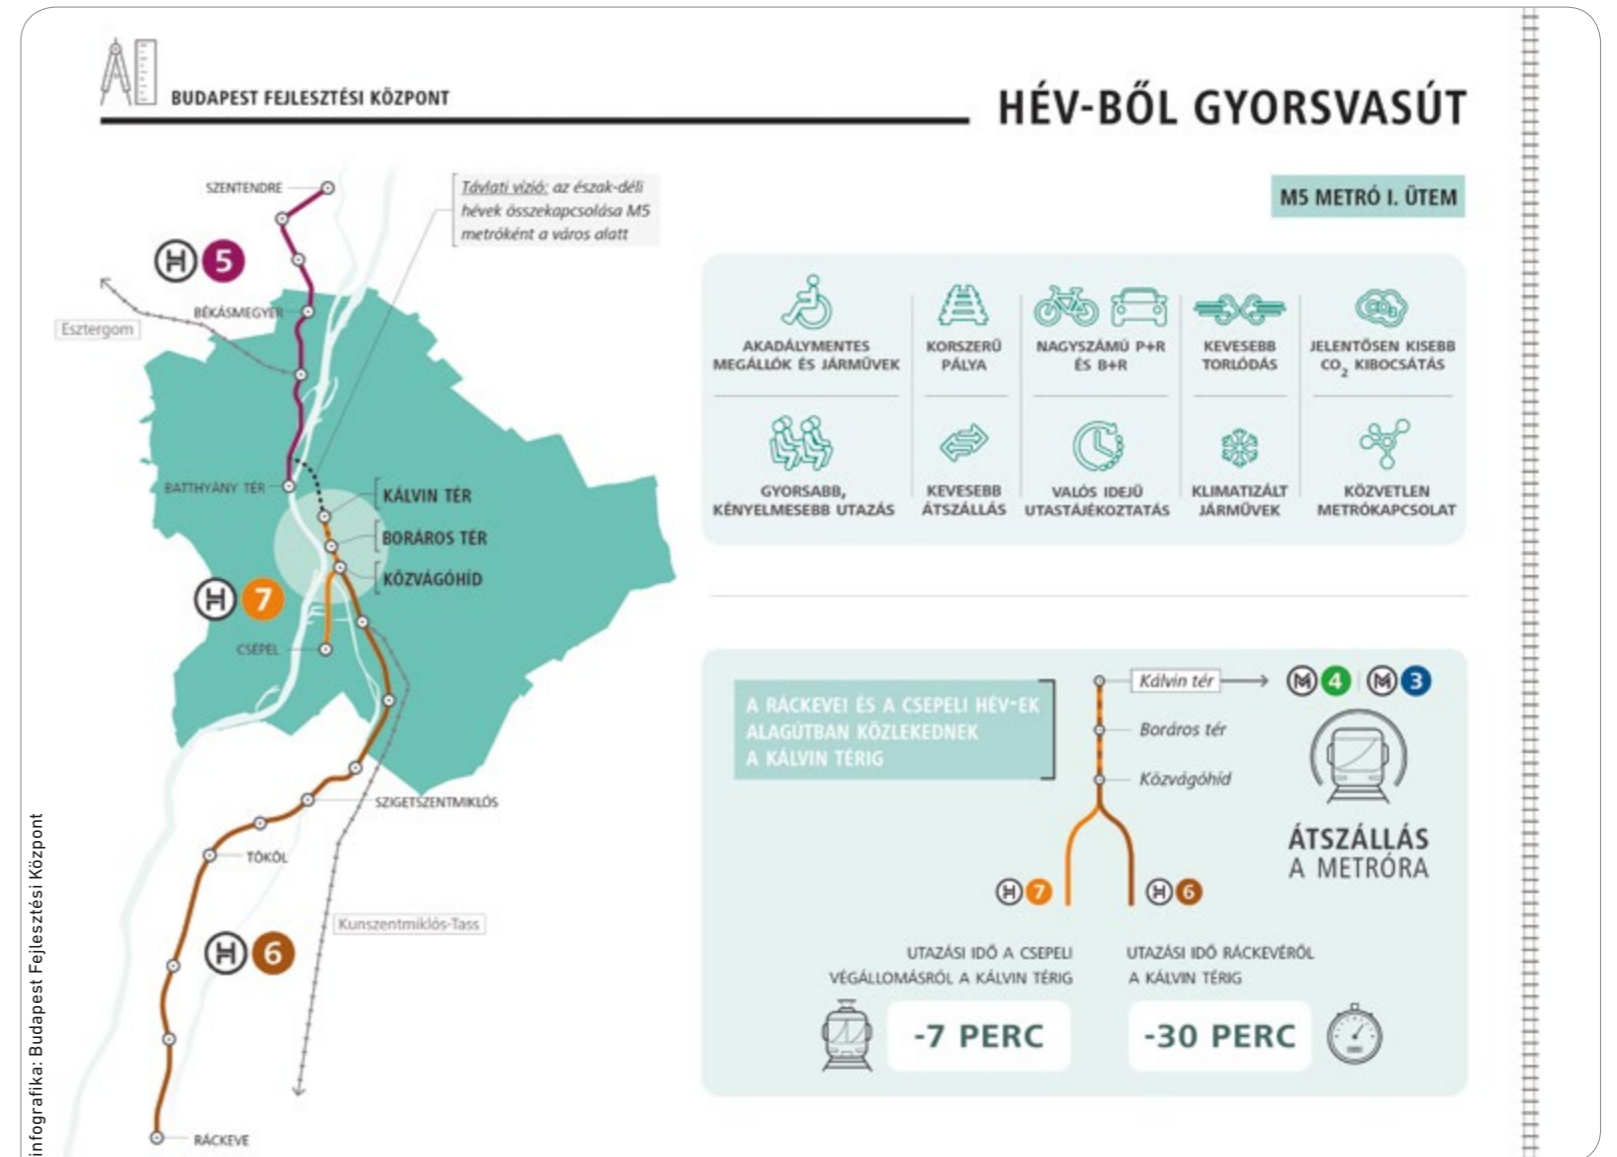 BUDAPEST FEJLESZTÉSI KÖZPONT
HÉV-BŐL GYORSVASÚT
M5 METRÓ I. ÜTEM
SZENTENDRE
Távlati vízió: az észak-déli
hévek összekapcsolása M5
metróként a város alatt
5
BÉKÁSMEGYER
Esztergom
BATTHYÁNY TÉR
KÁLVIN TÉR
BORÁROS TÉR
KÖZVÁGÓHÍD
7
CSEPEL
SZIGETSZENTMIKLÓS
TÖKÖL
Kunszentmiklós-Tass
6
RÁCKEVE
AKADÁLYMENTES
MEGÁLLÓK ÉS JÁRMŰVEK
KORSZERŰ
PÁLYA
NAGYSZÁMÚ P+R
ÉS B+R
KEVESEBB
TORLÓDÁS
CO2
JELENTŐSEN KISEBB
CO2 KIBOCSÁTÁS
GYORSABB,
KÉNYELMESEBB UTAZÁS
KEVESEBB
ÁTSZÁLLÁS
VALÓS IDEJŰ
UTASTÁJÉKOZTATÁS
KLIMATIZÁLT
JÁRMŰVEK
KÖZVETLEN
METRÓKAPCSOLAT
A RÁCKEVEI ÉS A CSEPELI HÉV-EK
ALAGÚTBAN KÖZLEKEDNEK
A KÁLVIN TÉRIG
Kálvin tér
M 4 M 3
Boráros tér
Közvágóhíd
ÁTSZÁLLÁS
A METRÓRA
H 7
H 6
UTAZÁSI IDŐ A CSEPELI
VÉGÁLLOMÁSRÓL A KÁLVIN TÉRIG
-7 PERC
UTAZÁSI IDŐ RÁCKEVÉRŐL
A KÁLVIN TÉRIG
-30 PERC
infografika: Budapest Fejlesztési Központ